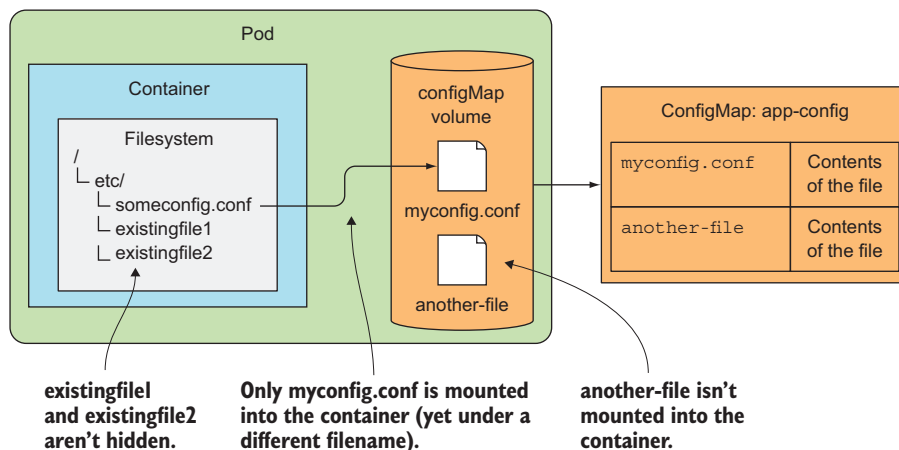 Pod
Container
Filesystem
/
etc/
someconfig.conf
existingfile1
existingfile2
configMap
volume
myconfig.conf
another-file
ConfigMap: app-config
myconfig.conf
Contents
of the file
another-file
Contents
of the file
existingfile1
and existingfile2
aren't hidden.
Only myconfig.conf is mounted
into the container (yet under a
different filename).
another-file isn't
mounted into the
container.